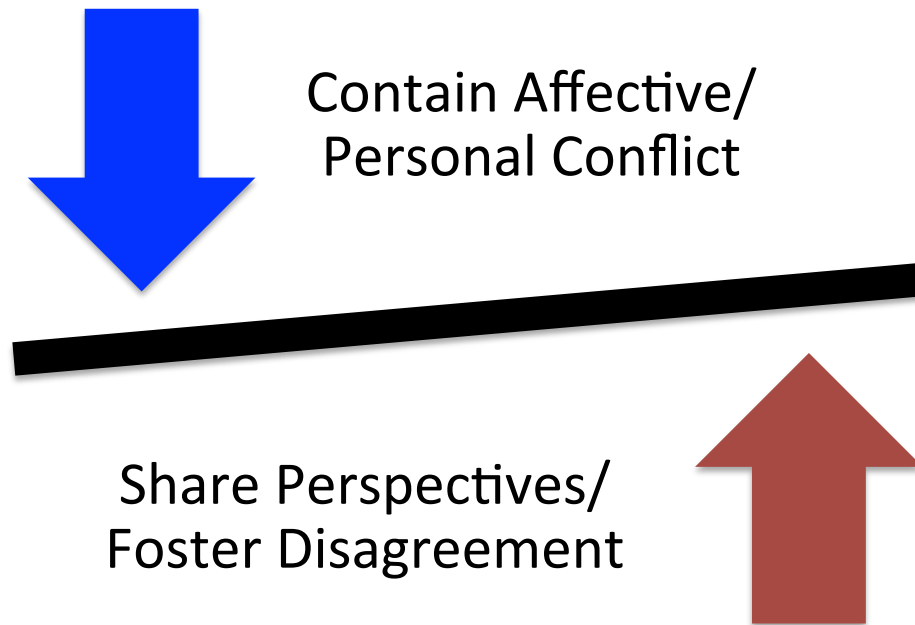 Contain Affective/
Personal Conflict
Share Perspectives/
Foster Disagreement